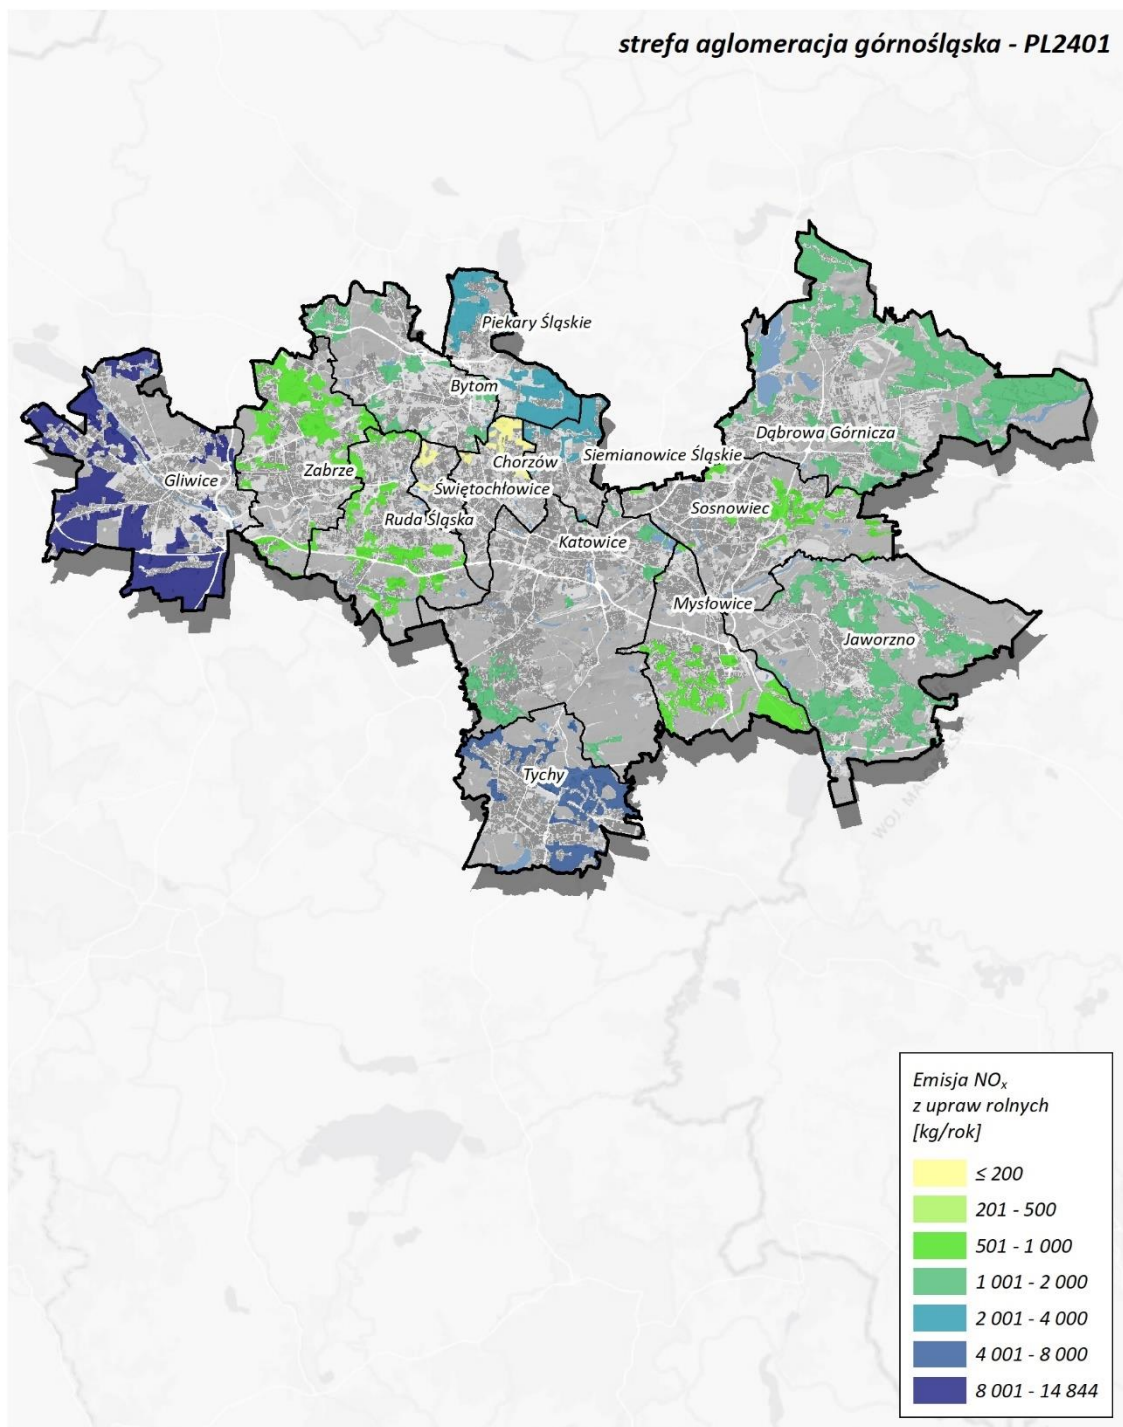 strefa aglomeracja górnośląska - PL2401
Piekary Śląskie
Bytom
Dąbrowa Górnicza
Chorzów
Siemianowice Śląskie
Zabrze
Gliwice
Świętochłowice
Sosnowiec
Ruda Śląska
Katowice
Mysłowice
Jaworzno
Tychy
Emisja NOₓ
z upraw rolnych
[kg/rok]
≤ 200
201 - 500
501 - 1 000
1 001 - 2 000
2 001 - 4 000
4 001 - 8 000
8 001 - 14 844